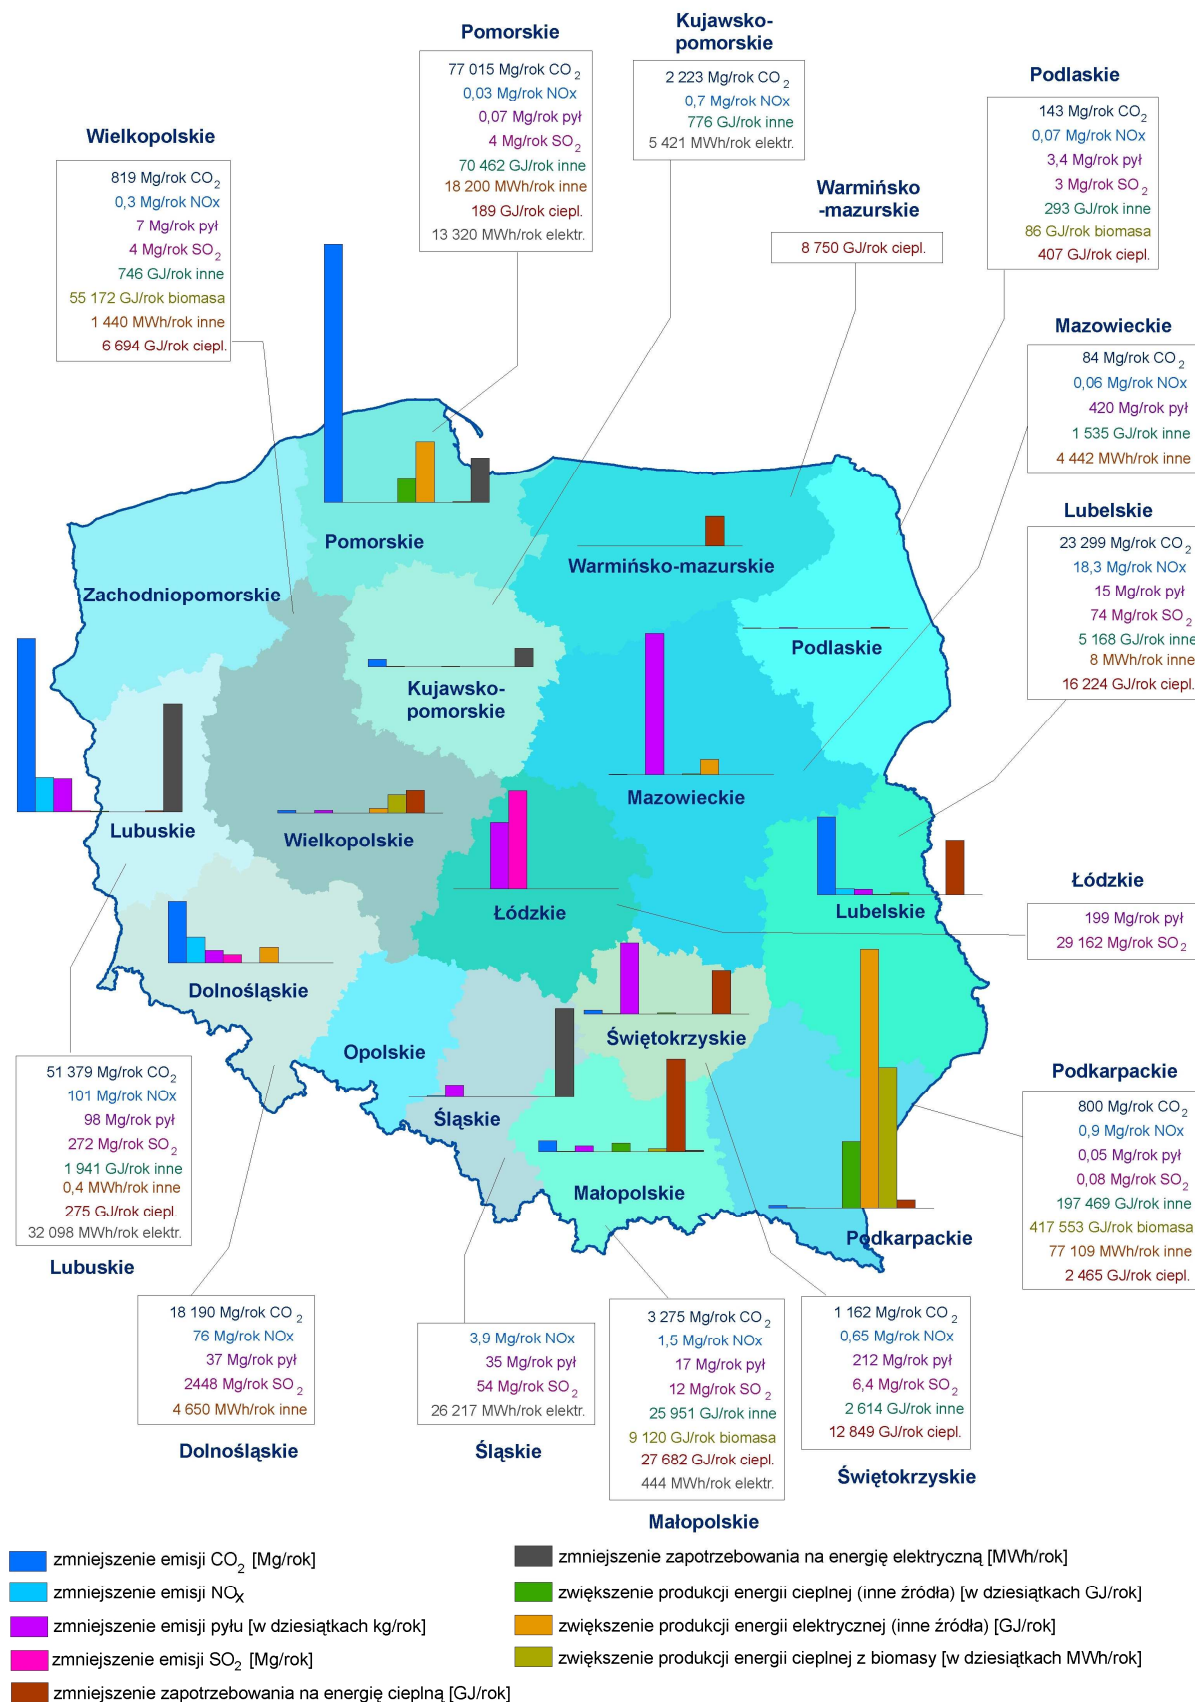 Pomorskie
77 015 Mg/rok CO2
0,03 Mg/rok NOx
0,07 Mg/rok pył
4 Mg/rok SO2
70 462 GJ/rok inne
18 200 MWh/rok inne
189 GJ/rok ciepl.
13 320 MWh/rok elektr.
Kujawsko-
pomorskie
2 223 Mg/rok CO2
0,7 Mg/rok NOx
776 GJ/rok inne
5 421 MWh/rok elektr.
Podlaskie
143 Mg/rok CO2
0,07 Mg/rok NOx
3,4 Mg/rok pył
3 Mg/rok SO2
293 GJ/rok inne
86 GJ/rok biomasa
407 GJ/rok ciepl.
Wielkopolskie
819 Mg/rok CO2
0,3 Mg/rok NOx
7 Mg/rok pył
4 Mg/rok SO2
746 GJ/rok inne
55 172 GJ/rok biomasa
1 440 MWh/rok inne
6 694 GJ/rok ciepl.
Warmińsko
-mazurskie
8 750 GJ/rok ciepl.
Mazowieckie
84 Mg/rok CO2
0,06 Mg/rok NOx
420 Mg/rok pył
1 535 GJ/rok inne
4 442 MWh/rok inne
Lubelskie
23 299 Mg/rok CO2
18,3 Mg/rok NOx
15 Mg/rok pył
74 Mg/rok SO2
5 168 GJ/rok inne
8 MWh/rok inne
16 224 GJ/rok ciepl.
Pomorskie
Warmińsko-mazurskie
Zachodniopomorskie
Podlaskie
Kujawsko-
pomorskie
Mazowieckie
Lubuskie
Wielkopolskie
Łódzkie
Lubelskie
Łódzkie
199 Mg/rok pył
29 162 Mg/rok SO2
Dolnośląskie
Opolskie
Świętokrzyskie
Śląskie
Małopolskie
Podkarpackie
51 379 Mg/rok CO2
101 Mg/rok NOx
98 Mg/rok pył
272 Mg/rok SO2
1 941 GJ/rok inne
0,4 MWh/rok inne
275 GJ/rok ciepl.
32 098 MWh/rok elektr.
Lubuskie
Podkarpackie
800 Mg/rok CO2
0,9 Mg/rok NOx
0,05 Mg/rok pył
0,08 Mg/rok SO2
197 469 GJ/rok inne
417 553 GJ/rok biomasa
77 109 MWh/rok inne
2 465 GJ/rok ciepl.
18 190 Mg/rok CO2
76 Mg/rok NOx
37 Mg/rok pył
2448 Mg/rok SO2
4 650 MWh/rok inne
Dolnośląskie
3,9 Mg/rok NOx
35 Mg/rok pył
54 Mg/rok SO2
26 217 MWh/rok elektr.
Śląskie
3 275 Mg/rok CO2
1,5 Mg/rok NOx
17 Mg/rok pył
12 Mg/rok SO2
25 951 GJ/rok inne
9 120 GJ/rok biomasa
27 682 GJ/rok ciepl.
444 MWh/rok elektr.
Małopolskie
1 162 Mg/rok CO2
0,65 Mg/rok NOx
212 Mg/rok pył
6,4 Mg/rok SO2
2 614 GJ/rok inne
12 849 GJ/rok ciepl.
Świętokrzyskie
zmniejszenie emisji CO2 [Mg/rok]
zmniejszenie emisji NOX
zmniejszenie emisji pyłu [w dziesiątkach kg/rok]
zmniejszenie emisji SO2 [Mg/rok]
zmniejszenie zapotrzebowania na energię cieplną [GJ/rok]
zmniejszenie zapotrzebowania na energię elektryczną [MWh/rok]
zwiększenie produkcji energii cieplnej (inne źródła) [w dziesiątkach GJ/rok]
zwiększenie produkcji energii elektrycznej (inne źródła) [GJ/rok]
zwiększenie produkcji energii cieplnej z biomasy [w dziesiątkach MWh/rok]